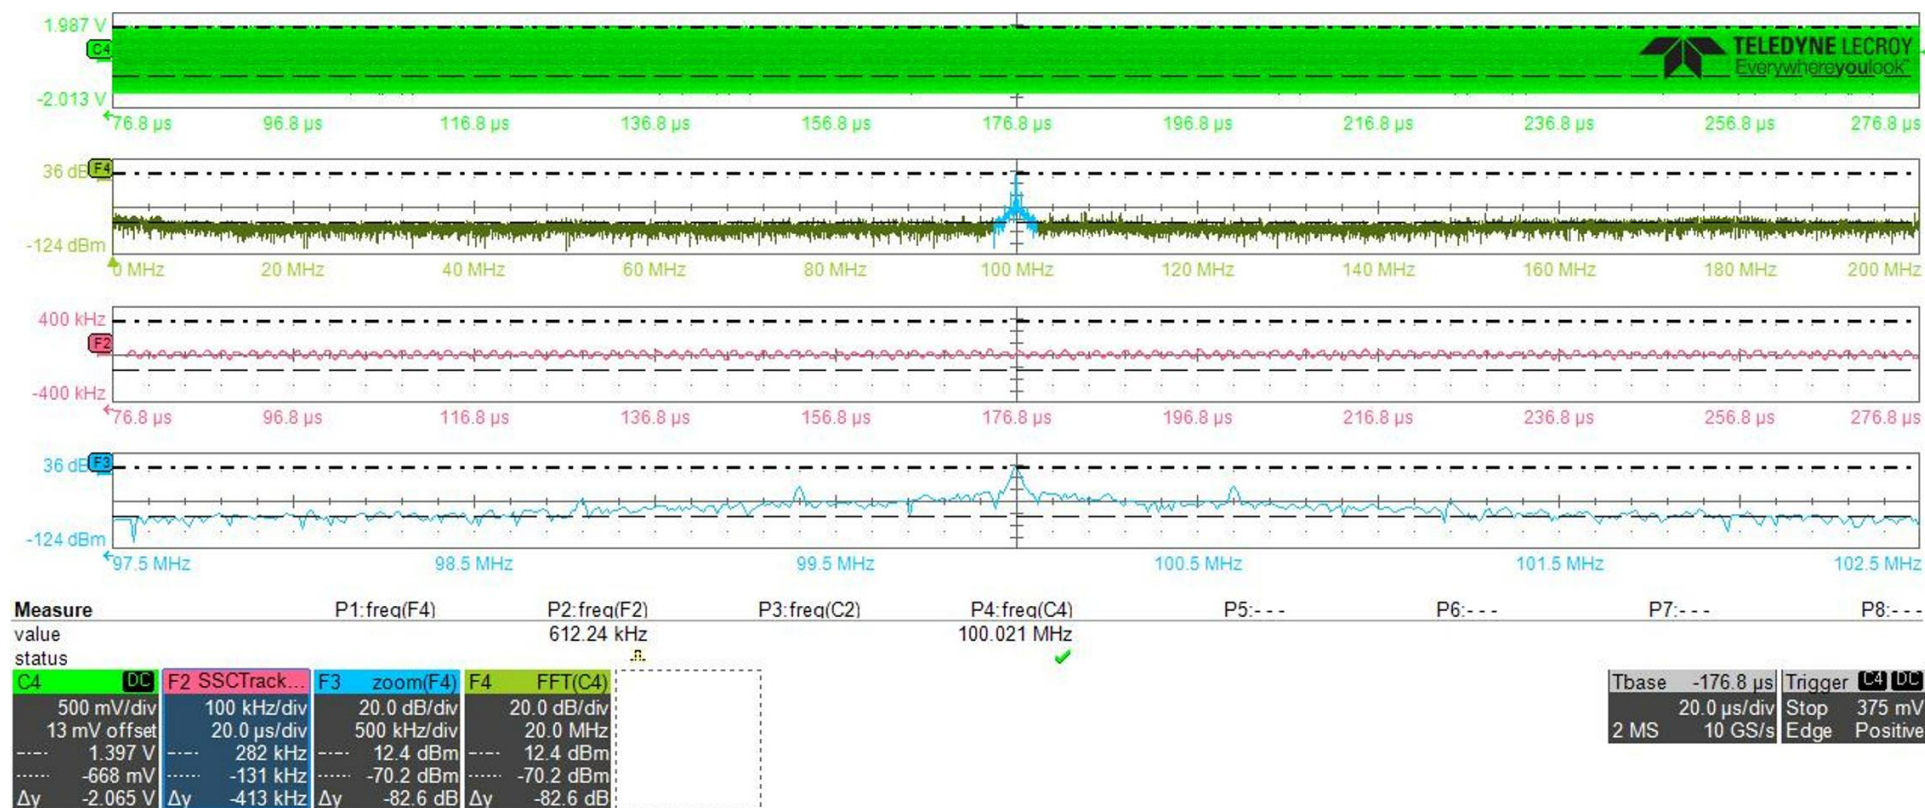 1.987 V
C4
TELEDYNE LECROY
Everywhereyoulook™
-2.013 V
76.8 µs 96.8 µs 116.8 µs 136.8 µs 156.8 µs 176.8 µs 196.8 µs 216.8 µs 236.8 µs 256.8 µs 276.8 µs
36 dB F4
-124 dBm
0 MHz 20 MHz 40 MHz 60 MHz 80 MHz 100 MHz 120 MHz 140 MHz 160 MHz 180 MHz 200 MHz
400 kHz
F2
-400 kHz
76.8 µs 96.8 µs 116.8 µs 136.8 µs 156.8 µs 176.8 µs 196.8 µs 216.8 µs 236.8 µs 256.8 µs 276.8 µs
36 dB F3
-124 dBm
97.5 MHz 98.5 MHz 99.5 MHz 100.5 MHz 101.5 MHz 102.5 MHz
Measure P1:freq(F4) P2:freq(F2) P3:freq(C2) P4:freq(C4) P5:- - - P6:- - - P7:- - - P8:- - -
value 612.24 kHz 100.021 MHz
status
C4 DC F2 SSCTrack... F3 zoom(F4) F4 FFT(C4)
500 mV/div 100 kHz/div 20.0 dB/div 20.0 dB/div
13 mV offset 20.0 µs/div 500 kHz/div 20.0 MHz
1.397 V 282 kHz 12.4 dBm 12.4 dBm
-668 mV -131 kHz -70.2 dBm -70.2 dBm
Δy -2.065 V Δy -413 kHz Δy -82.6 dB Δy -82.6 dB
Tbase -176.8 µs Trigger C4 DC
20.0 µs/div Stop 375 mV
2 MS 10 GS/s Edge Positive